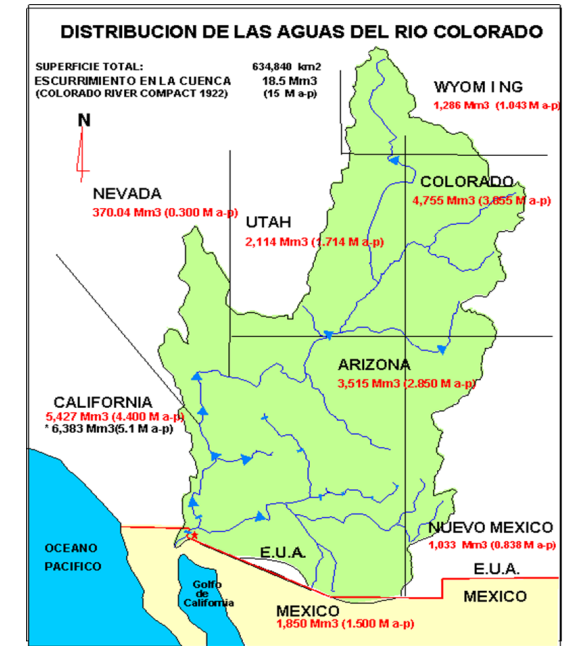 DISTRIBUCION DE LAS AGUAS DEL RIO COLORADO
SUPERFICIE TOTAL: 634,840 km2
ESCURRIMIENTO EN LA CUENCA 18.5 Mm3
(COLORADO RIVER COMPACT 1922) (15 M a-p)
WYOMING
1,286 Mm3 (1.043 M a-p)
N
COLORADO
4,755 Mm3 (3.855 M a-p)
NEVADA
370.04 Mm3 (0.300 M a-p)
UTAH
2,114 Mm3 (1.714 M a-p)
ARIZONA
3,515 Mm3 (2.850 M a-p)
CALIFORNIA
5,427 Mm3 (4.400 M a-p)
* 6,383 Mm3(5.1 M a-p)
NUEVO MEXICO
1,033 Mm3 (0.838 M a-p)
OCEANO
PACIFICO
E.U.A.
E.U.A.
Golfo
de
California
MEXICO
MEXICO
1,850 Mm3 (1.500 M a-p)